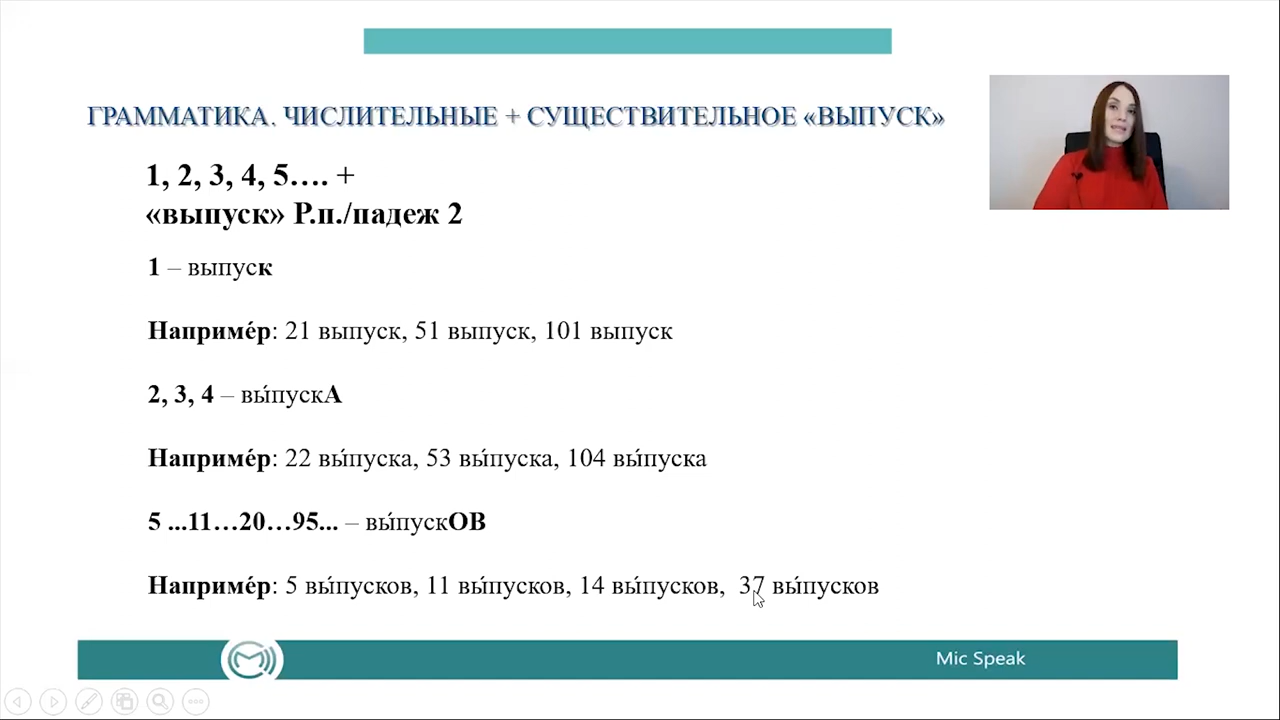 ГРАММАТИКА. ЧИСЛИТЕЛЬНЫЕ + СУЩЕСТВИТЕЛЬНОЕ «ВЫПУСК»
1, 2, 3, 4, 5…. +
«выпуск» Р.п./падеж 2
1 – выпуск
Наприме́р: 21 выпуск, 51 выпуск, 101 выпуск
2, 3, 4 – вы́пускА
Наприме́р: 22 вы́пуска, 53 вы́пуска, 104 вы́пуска
5 ...11…20…95... – вы́пускОВ
Наприме́р: 5 вы́пусков, 11 вы́пусков, 14 вы́пусков, 37 вы́пусков
Mic Speak